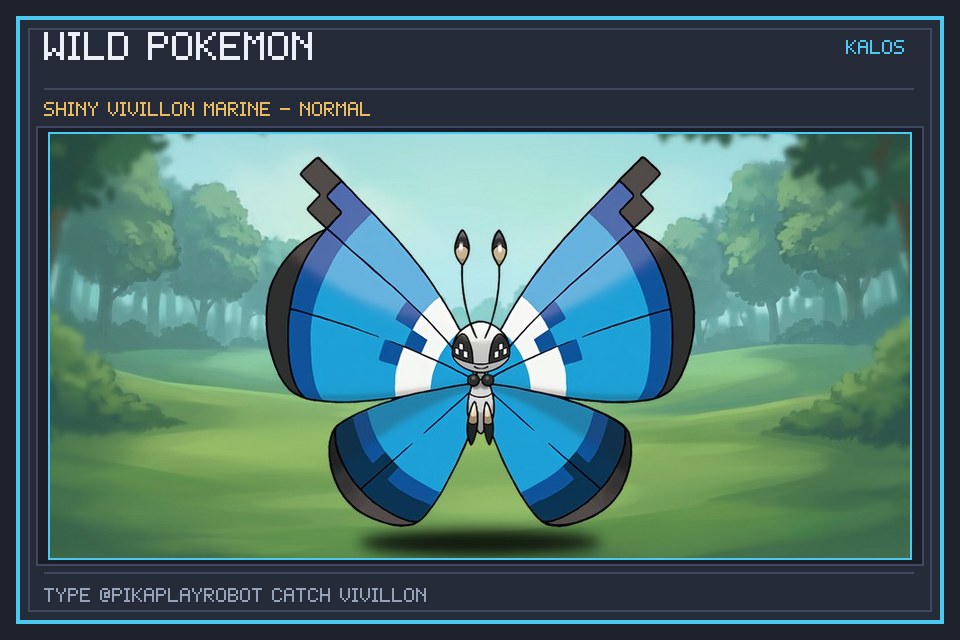 WILD POKEMON
KALOS
SHINY VIVILLON MARINE - NORMAL
TYPE @PIKAPLAYROBOT CATCH VIVILLON